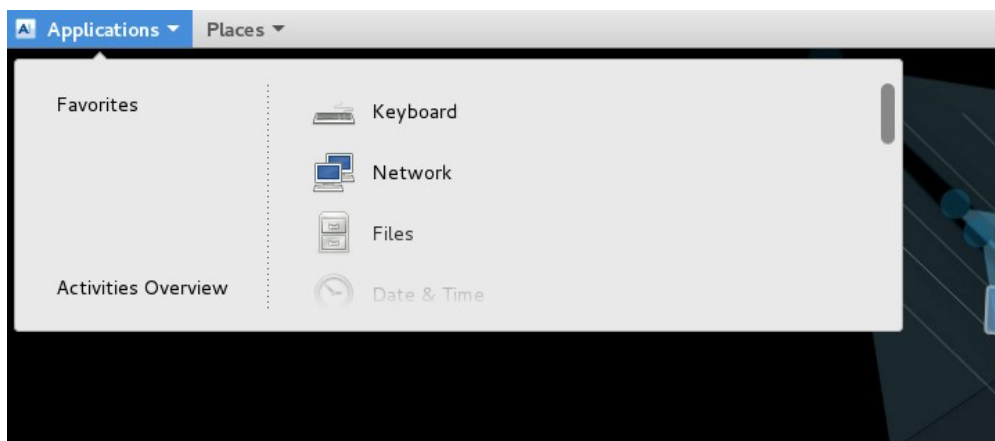 Applications
Places
Favorites
Keyboard
Network
Files
Activities Overview
Date & Time